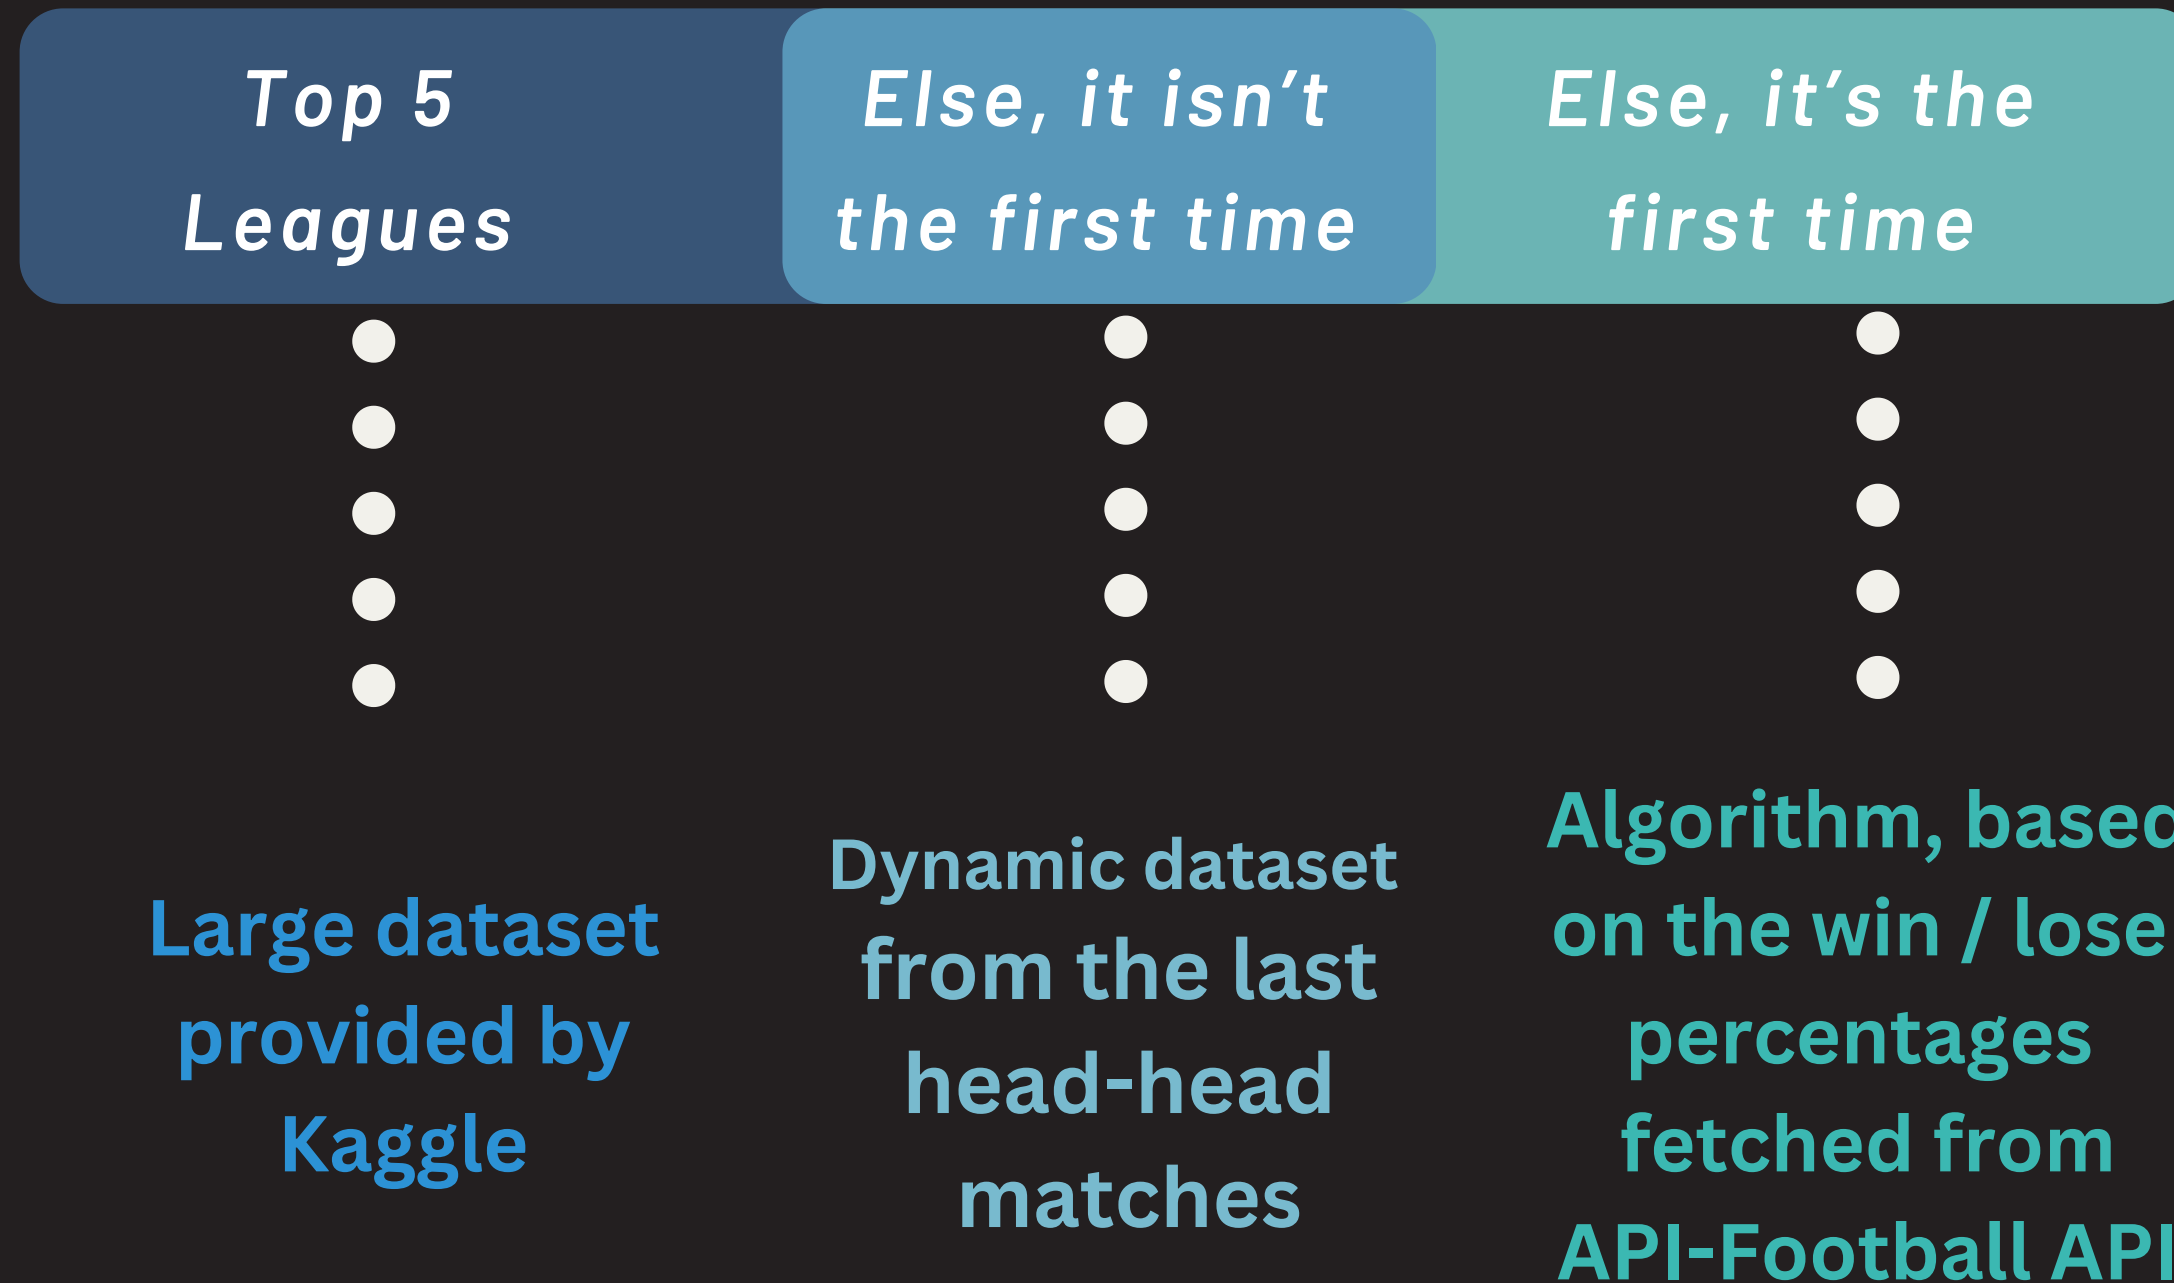 Top 5
Leagues
Else, it isn’t
the first time
Else, it’s the
first time
Large dataset
provided by
Kaggle
Dynamic dataset
from the last
head-head
matches
Algorithm, based
on the win / lose
percentages
fetched from
API-Football API